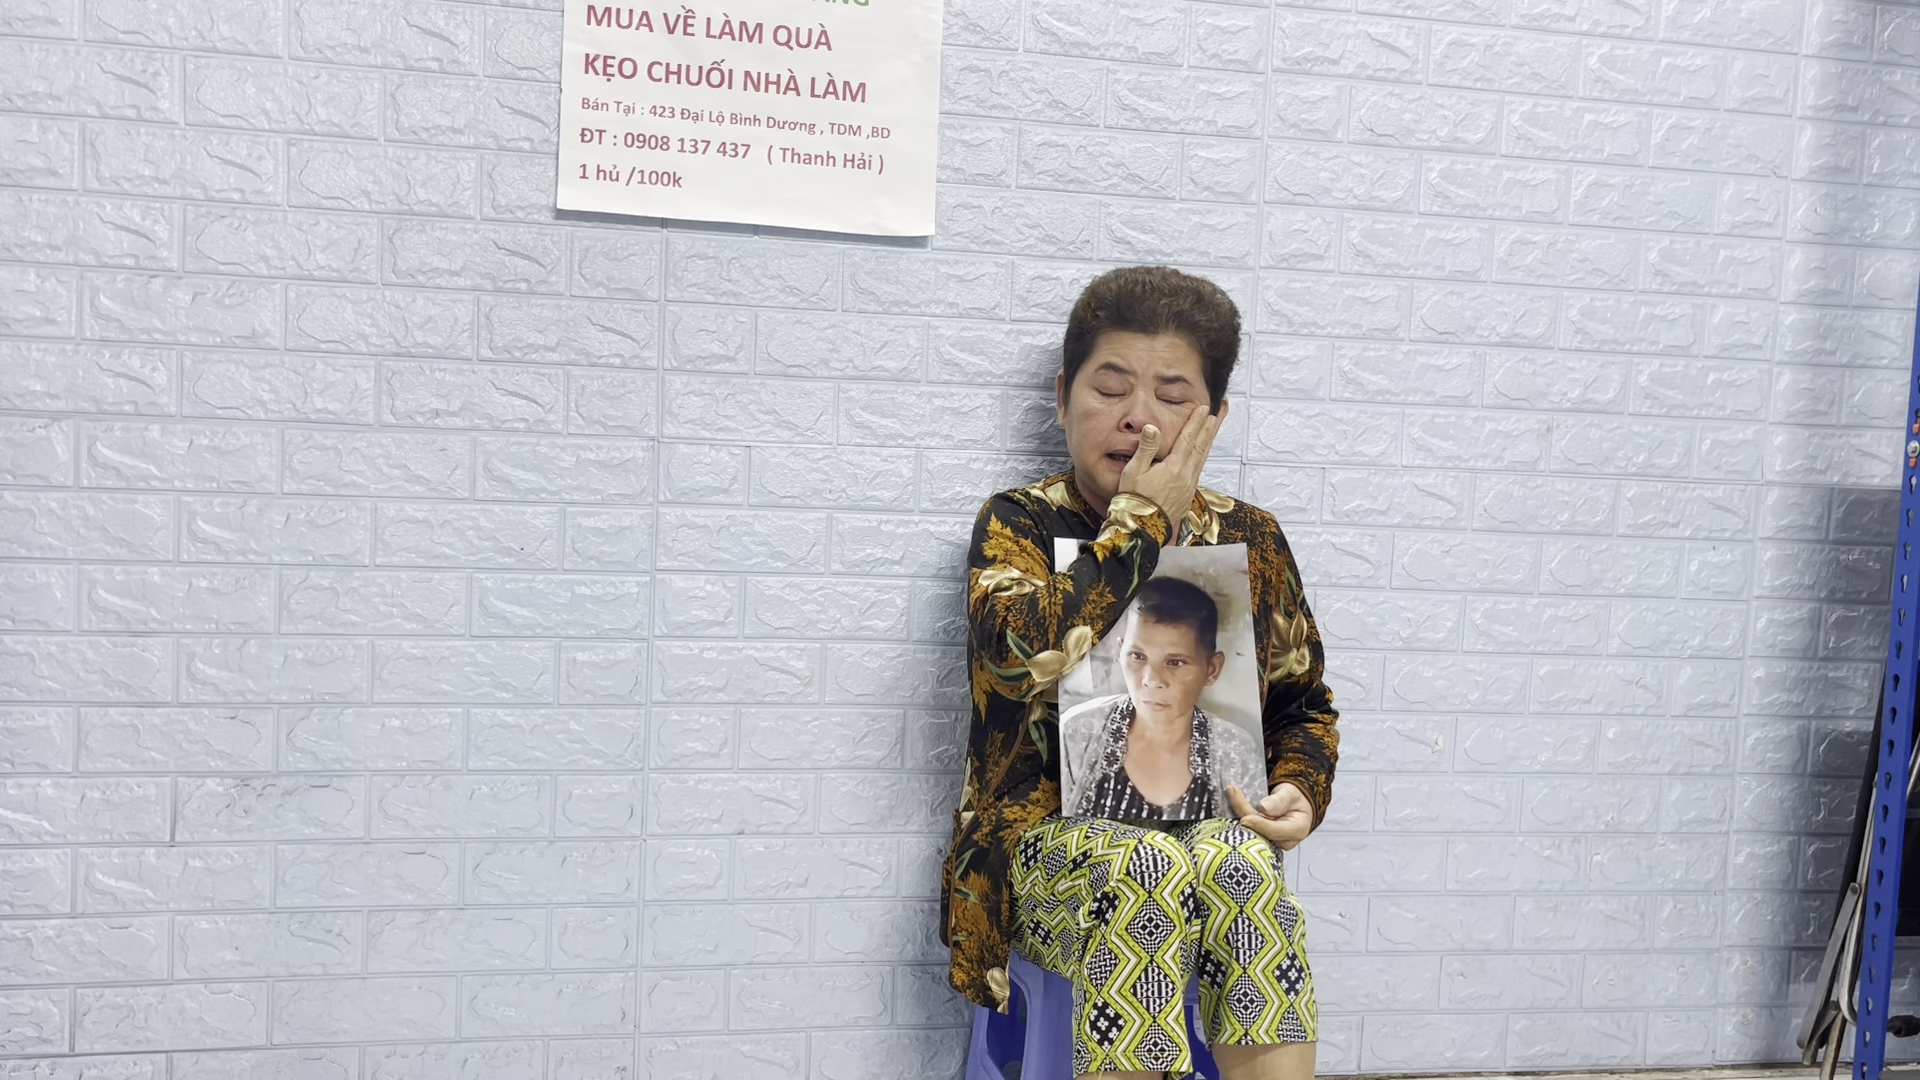 MUA VỀ LÀM QUÀ
KẸO CHUỐI NHÀ LÀM
Bán Tại : 423 Đại Lộ Bình Dương , TDM ,BD
ĐT : 0908 137 437 ( Thanh Hải )
1 hủ /100k